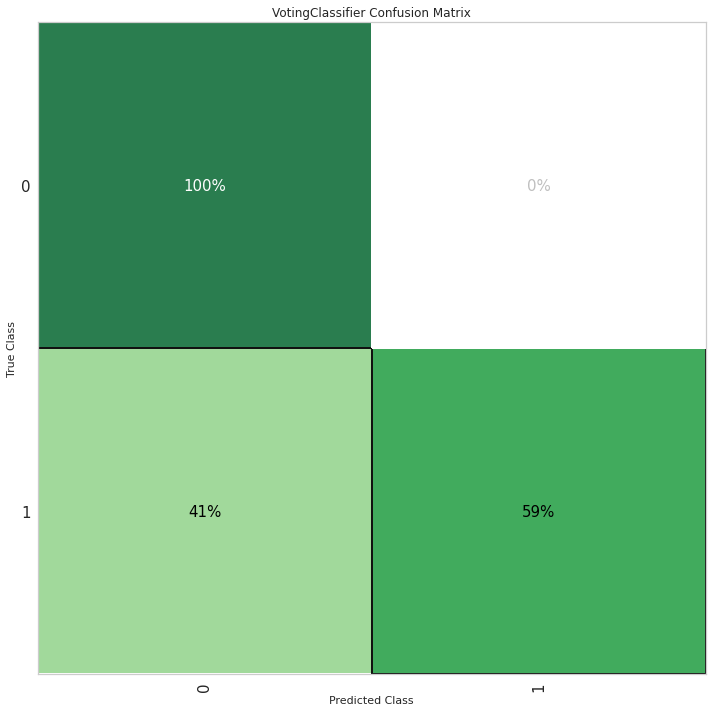 VotingClassifier Confusion Matrix
True Class
0
100%
0%
1
41%
59%
0
1
Predicted Class